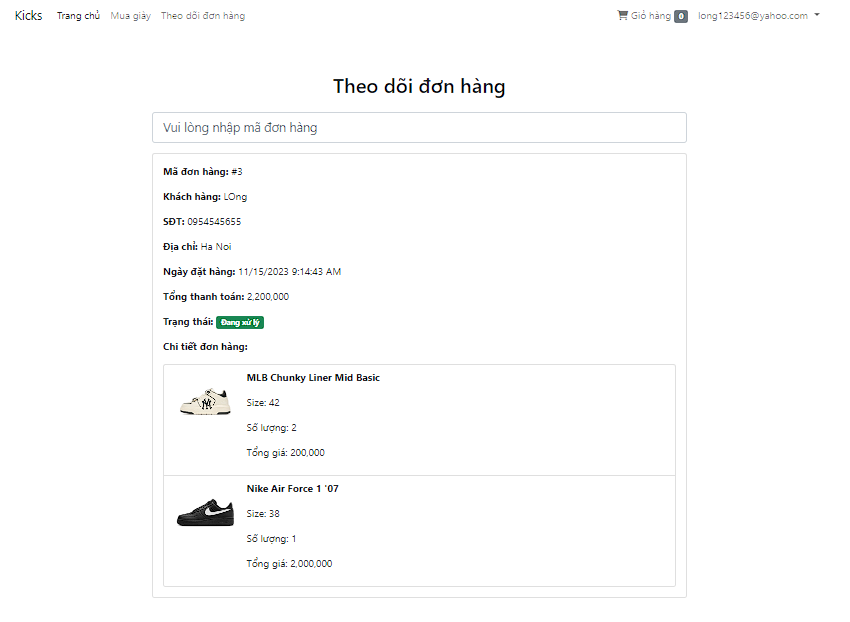 Kicks Trang chủ Mua giày Theo dõi đơn hàng Giỏ hàng 0 long123456@yahoo.com
Theo dõi đơn hàng
Vui lòng nhập mã đơn hàng
Mã đơn hàng: #3
Khách hàng: LOng
SĐT: 0954545655
Địa chỉ: Ha Noi
Ngày đặt hàng: 11/15/2023 9:14:43 AM
Tổng thanh toán: 2,200,000
Trạng thái: Đang xử lý
Chi tiết đơn hàng:
MLB Chunky Liner Mid Basic
Size: 42
Số lượng: 2
Tổng giá: 200,000
Nike Air Force 1 '07
Size: 38
Số lượng: 1
Tổng giá: 2,000,000